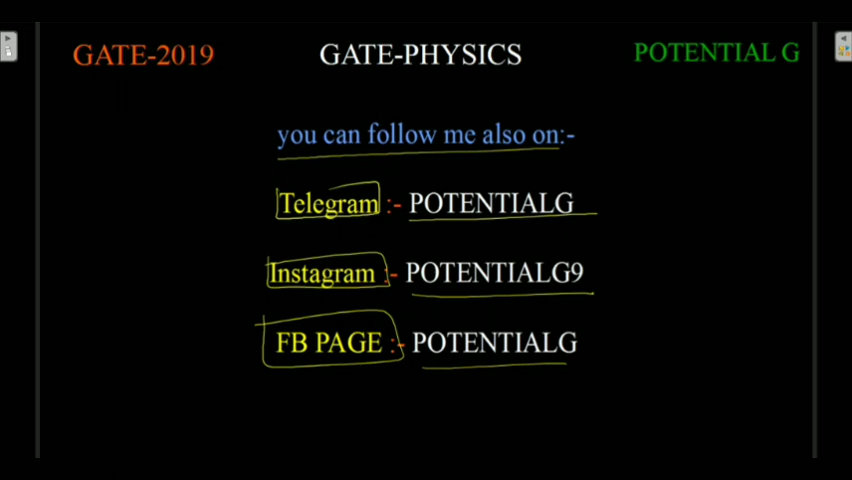 GATE-2019 GATE-PHYSICS POTENTIAL G
you can follow me also on:-
Telegram :- POTENTIALG
Instagram :- POTENTIALG9
FB PAGE :- POTENTIALG